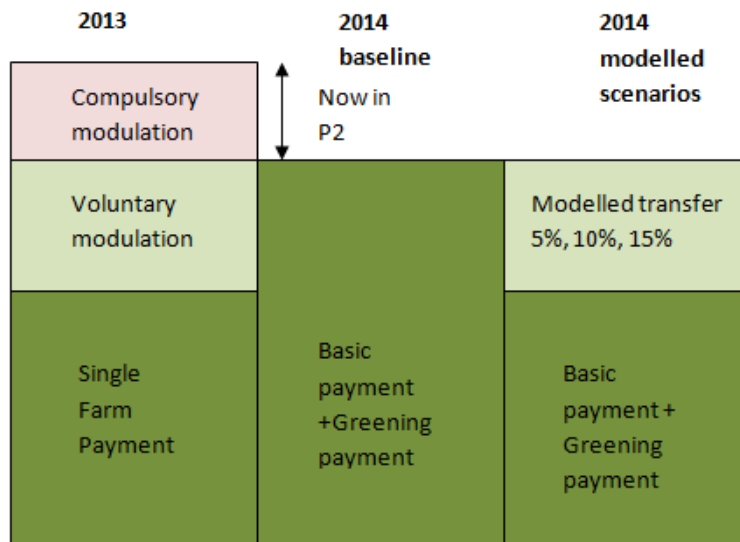 2013
2014
baseline
2014
modelled
scenarios
Compulsory
modulation
Now in
P2
Voluntary
modulation
Modelled transfer
5%, 10%, 15%
Single
Farm
Payment
Basic
payment
+Greening
payment
Basic
payment +
Greening
payment